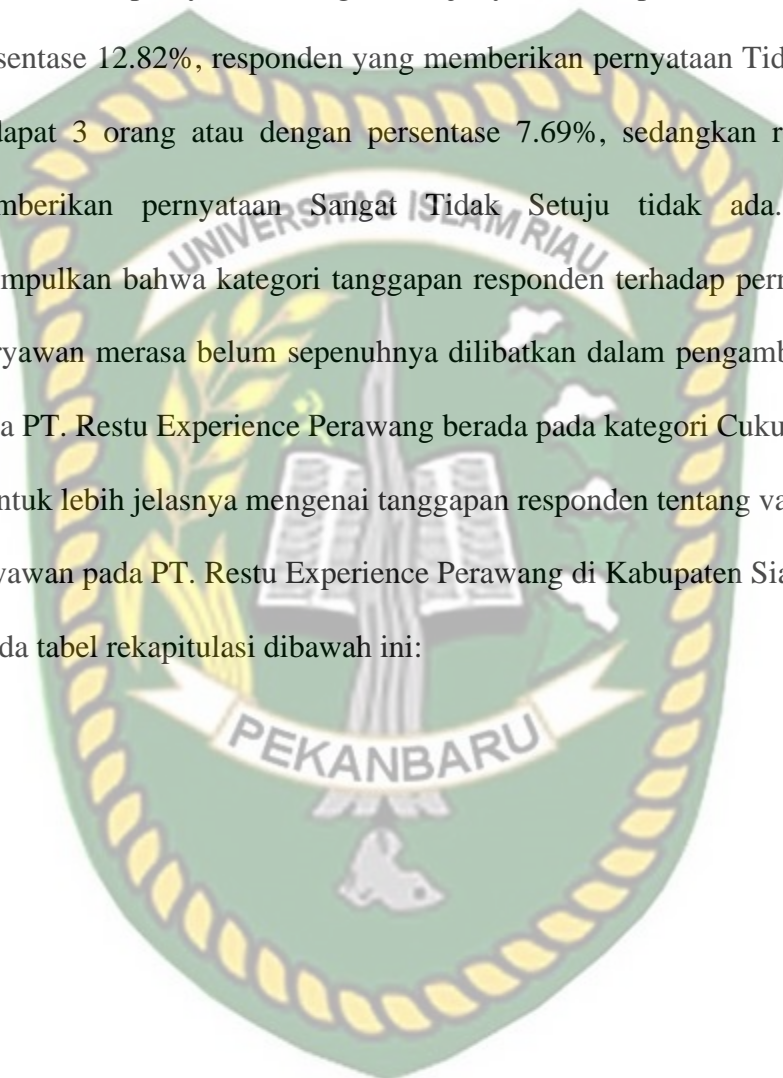 sentase 12.82%, responden yang memberikan pernyataan Tid
dapat 3 orang atau dengan persentase 7.69%, sedangkan r
mberikan pernyataan Sangat Tidak Setuju tidak ada.
UNIVERSITAS ISLAM RIAU
mpulkan bahwa kategori tanggapan responden terhadap per
ryawan merasa belum sepenuhnya dilibatkan dalam pengamb
a PT. Restu Experience Perawang berada pada kategori Cuku
ntuk lebih jelasnya mengenai tanggapan responden tentang va
yawan pada PT. Restu Experience Perawang di Kabupaten Sia
da tabel rekapitulasi dibawah ini:
PEKANBARU